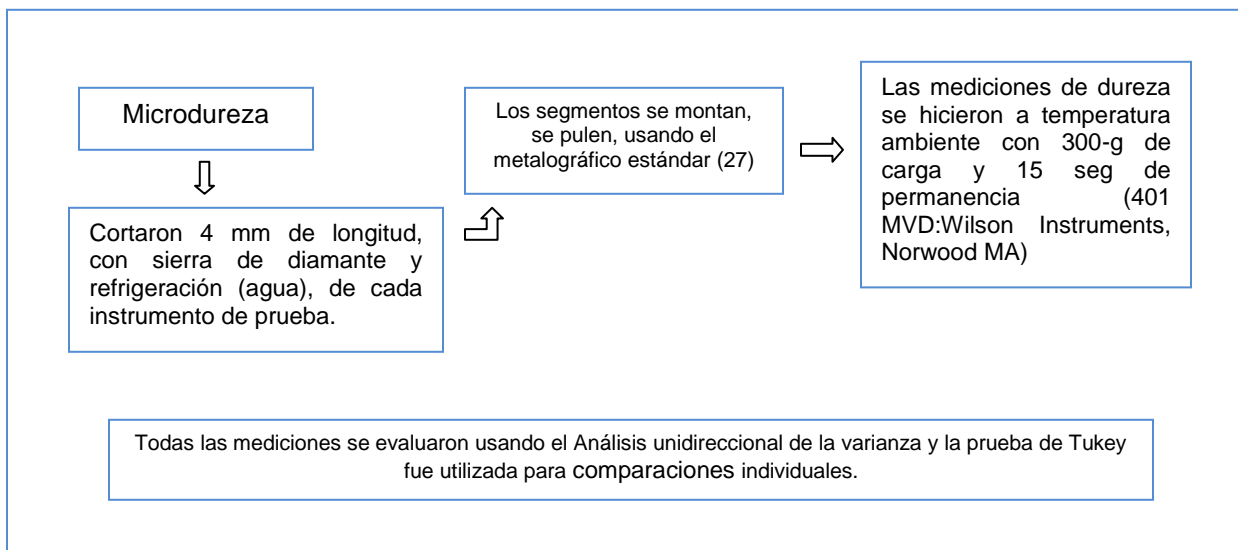 Microdureza
Cortaron 4 mm de longitud,
con sierra de diamante y
refrigeración (agua), de cada
instrumento de prueba.
Los segmentos se montan,
se pulen, usando el
metalográfico estándar (27)
Las mediciones de dureza
se hicieron a temperatura
ambiente con 300-g de
carga y 15 seg de
permanencia (401
MVD:Wilson Instruments,
Norwood MA)
Todas las mediciones se evaluaron usando el Análisis unidireccional de la varianza y la prueba de Tukey
fue utilizada para comparaciones individuales.